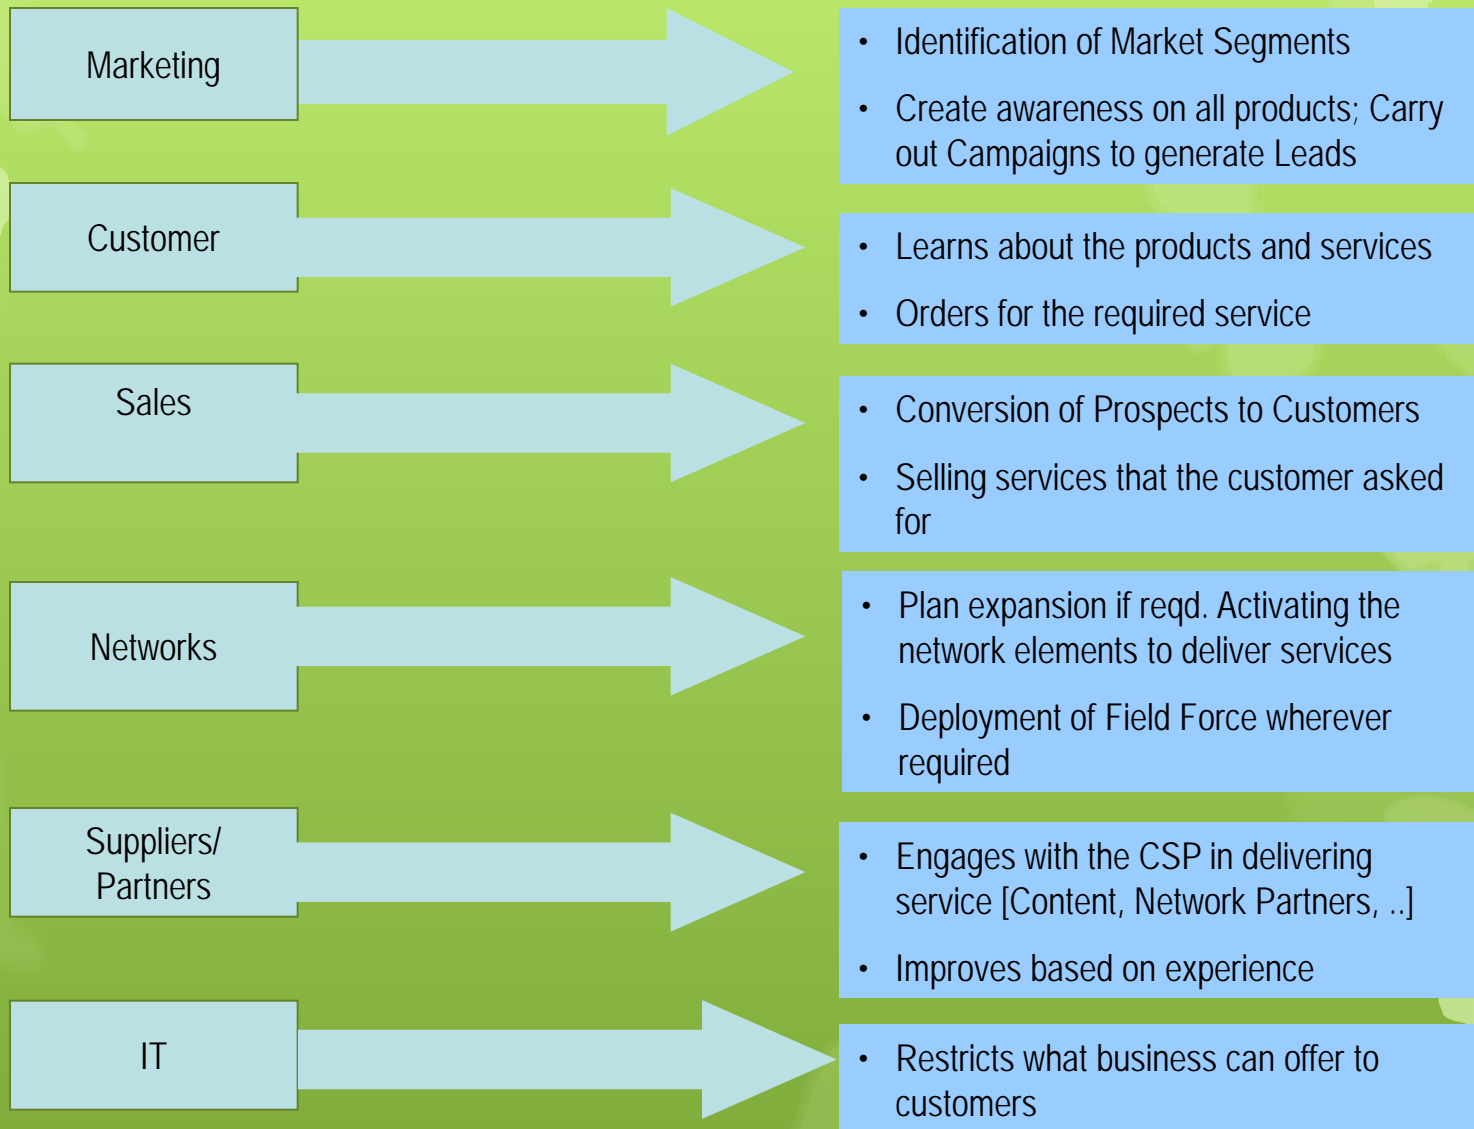 Marketing
• Identification of Market Segments
• Create awareness on all products; Carry
out Campaigns to generate Leads
Customer
• Learns about the products and services
• Orders for the required service
Sales
• Conversion of Prospects to Customers
• Selling services that the customer asked
for
Networks
• Plan expansion if reqd. Activating the
network elements to deliver services
• Deployment of Field Force wherever
required
Suppliers/
Partners
• Engages with the CSP in delivering
service [Content, Network Partners, ..]
• Improves based on experience
IT
• Restricts what business can offer to
customers